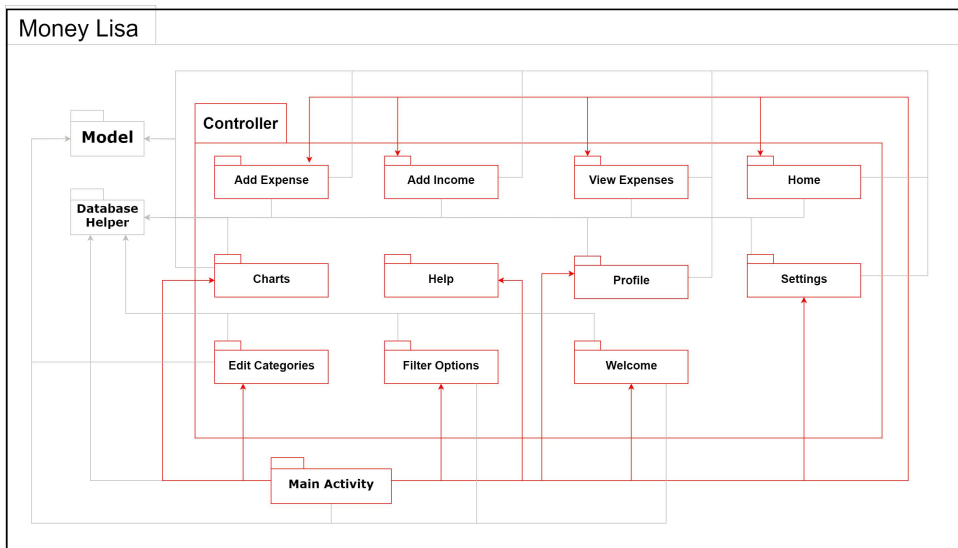 Money Lisa
Controller
Model
Add Expense
Add Income
View Expenses
Home
Database
Helper
Charts
Help
Profile
Settings
Edit Categories
Filter Options
Welcome
Main Activity